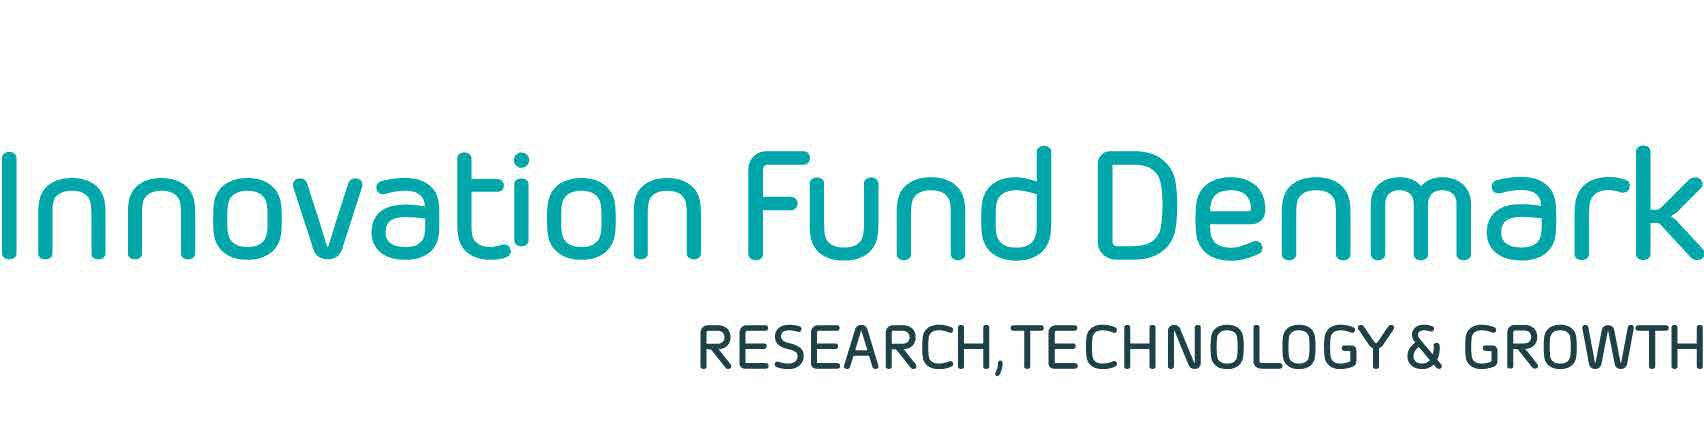 Innovation Fund Denmark
RESEARCH, TECHNOLOGY & GROWTH